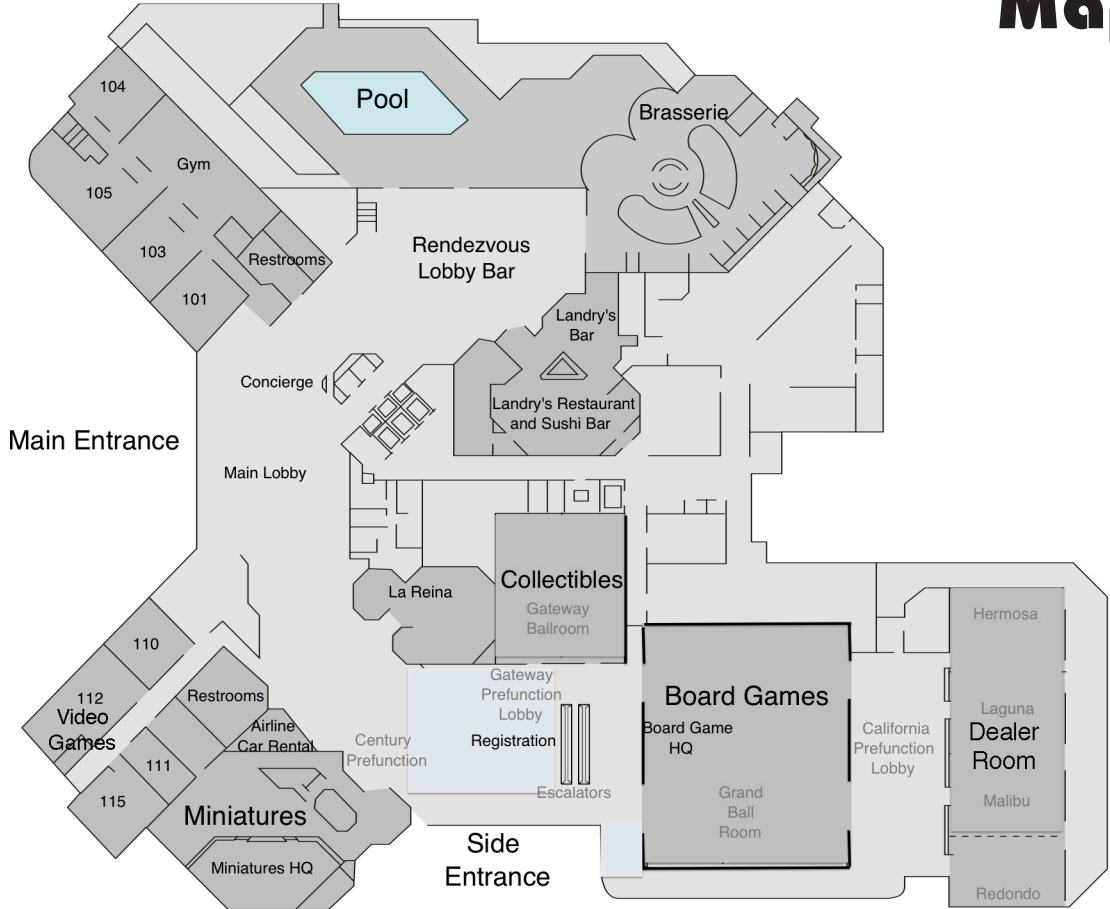 Map
104
Pool
Brasserie
Gym
105
Rendezvous
Lobby Bar
103
Restrooms
101
Landry's
Bar
Concierge
Landry's Restaurant
and Sushi Bar
Main Entrance
Main Lobby
Collectibles
La Reina
Gateway
Ballroom
Hermosa
110
Gateway
Prefunction
Lobby
Restrooms
Board Games
112
Video
Games
Laguna
Airline
Car Rental
Century
Prefunction
Registration
Board Game
HQ
California
Prefunction
Lobby
Dealer
Room
111
Escalators
115
Grand
Ball
Room
Malibu
Miniatures
Side
Entrance
Miniatures HQ
Redondo